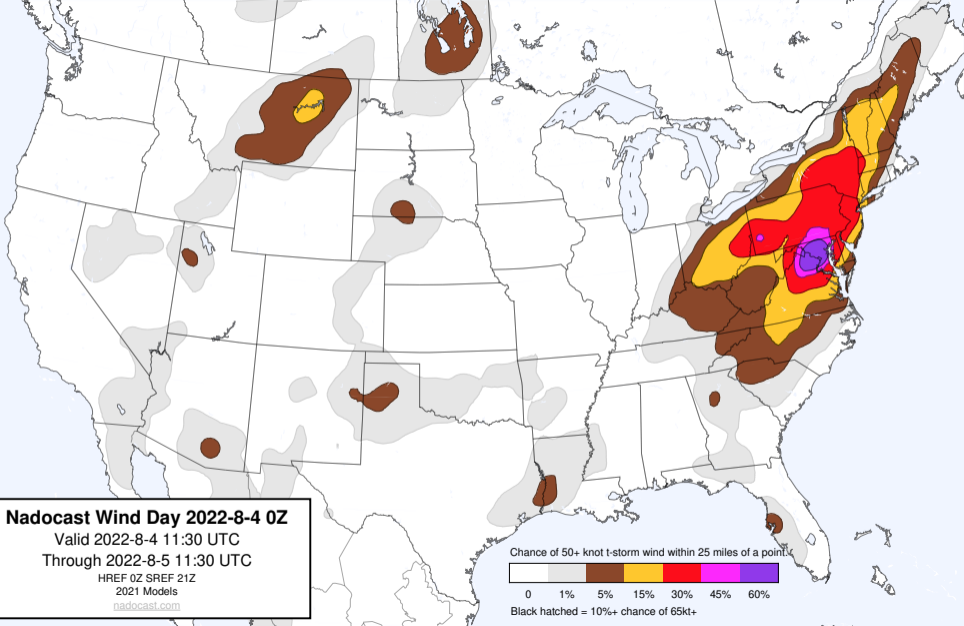 Nadocast Wind Day 2022-8-4 0Z
Valid 2022-8-4 11:30 UTC
Through 2022-8-5 11:30 UTC
HREF 0Z SREF 21Z
2021 Models
nadocast.com
Chance of 50+ knot t-storm wind within 25 miles of a point.
0 1% 5% 15% 30% 45% 60%
Black hatched = 10%+ chance of 65kt+